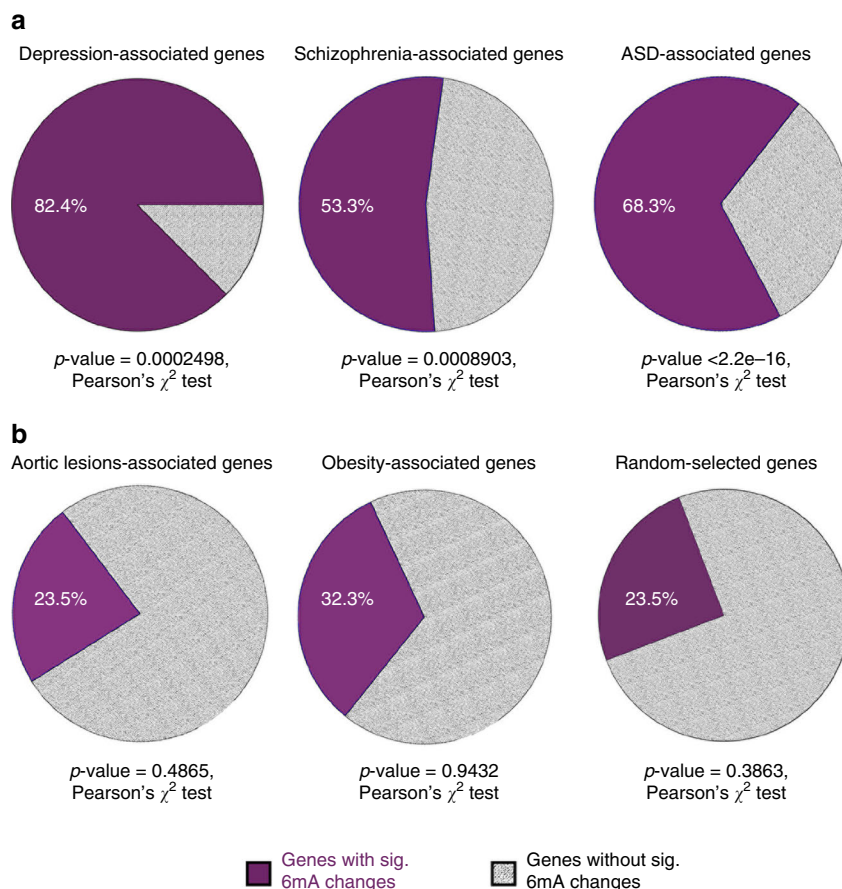 a
Depression-associated genes
Schizophrenia-associated genes
ASD-associated genes
82.4%
53.3%
68.3%
p-value = 0.0002498,
Pearson's χ² test
p-value = 0.0008903,
Pearson's χ² test
p-value <2.2e–16,
Pearson's χ² test
b
Aortic lesions-associated genes
Obesity-associated genes
Random-selected genes
23.5%
32.3%
23.5%
p-value = 0.4865,
Pearson's χ² test
p-value = 0.9432
Pearson's χ² test
p-value = 0.3863,
Pearson's χ² test
Genes with sig.
6mA changes
Genes without sig.
6mA changes